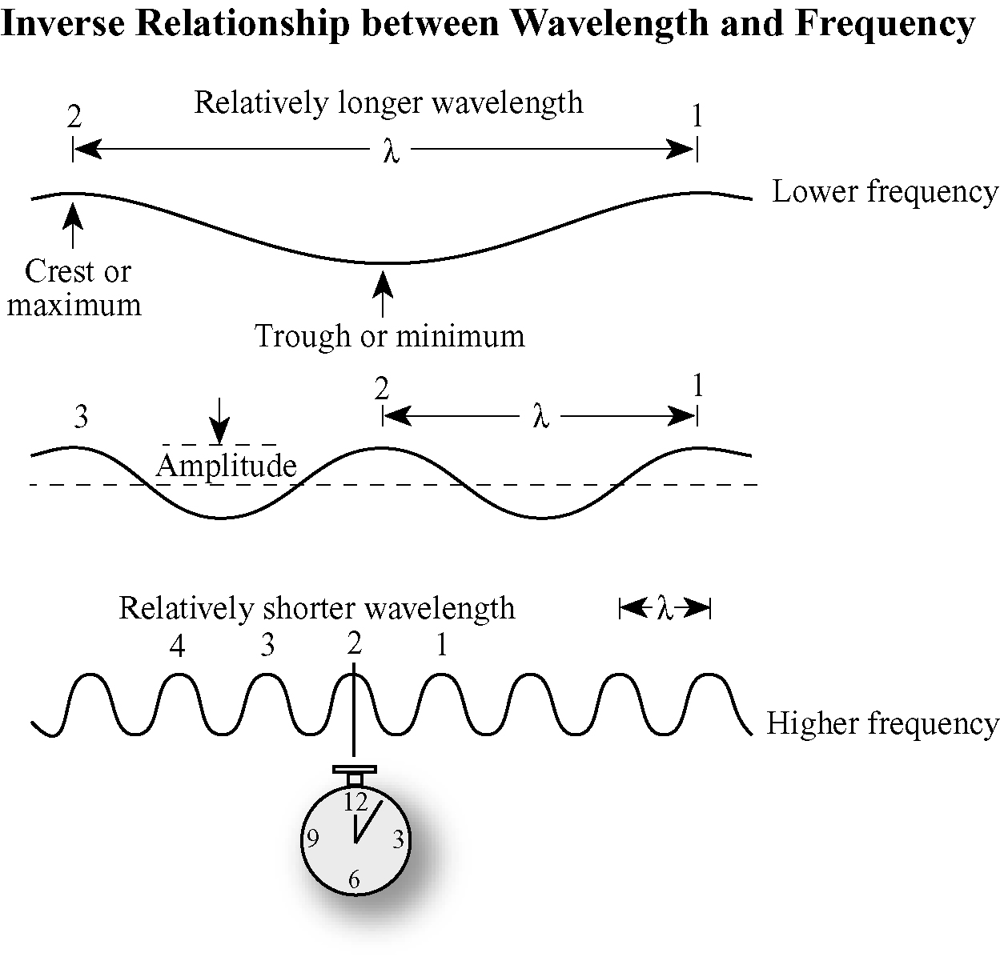 Inverse Relationship between Wavelength and Frequency
Relatively longer wavelength
2 1
λ
Lower frequency
Crest or
maximum
Trough or minimum
2 1
3
λ
Amplitude
Relatively shorter wavelength
λ
4 3 2 1
Higher frequency
12
9 3
6